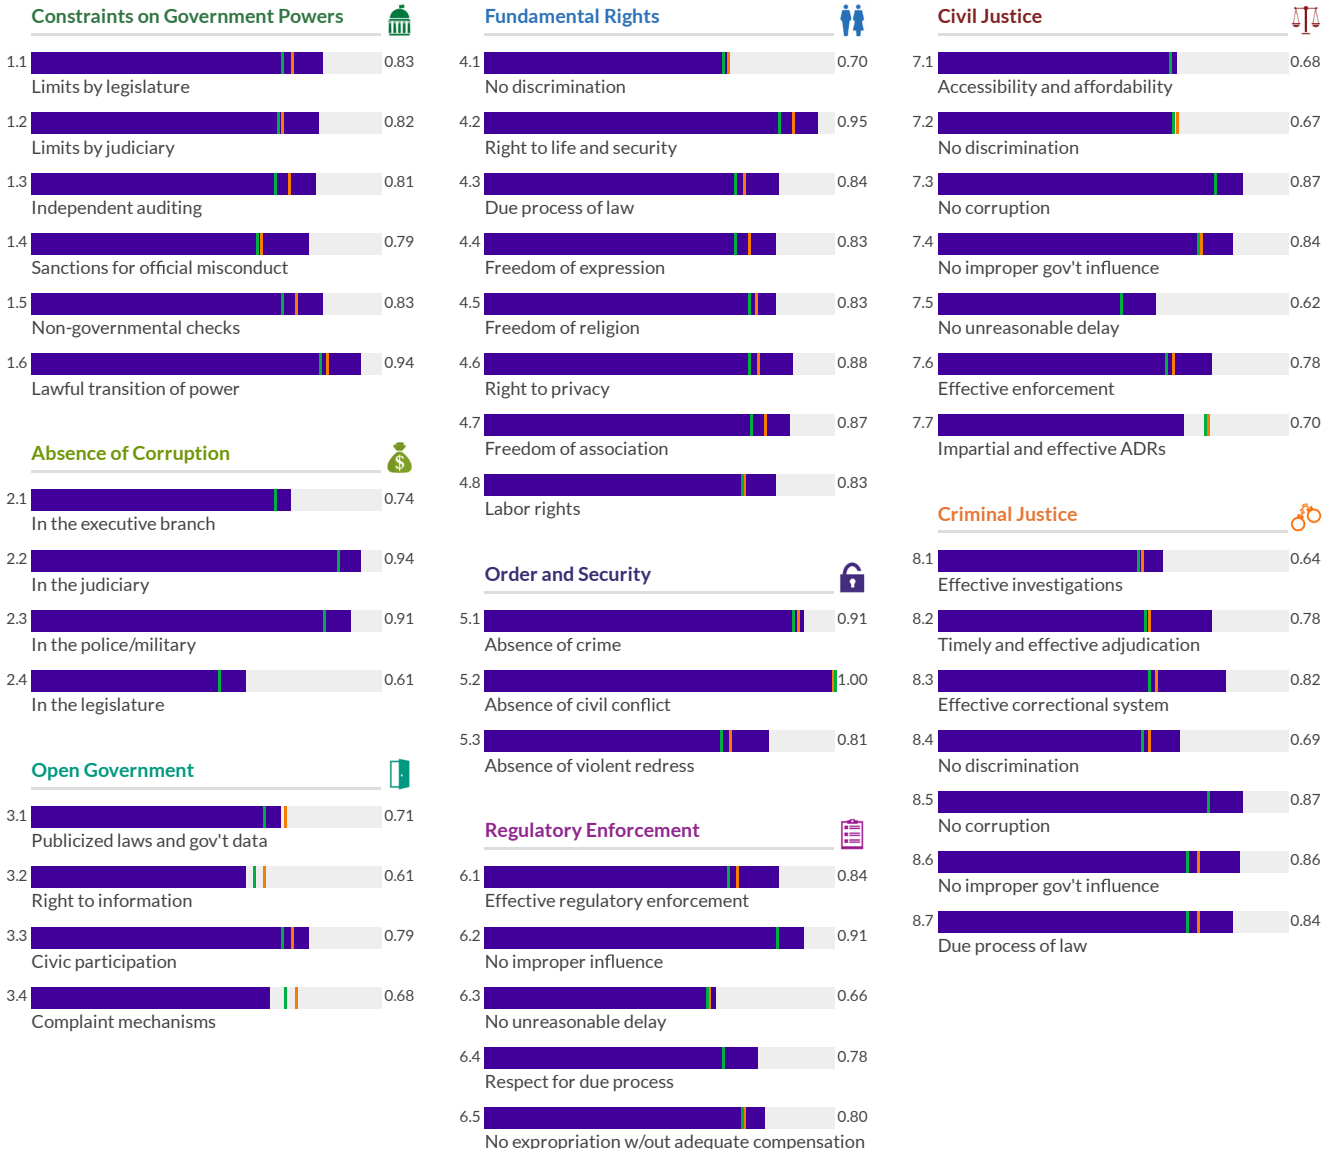 Constraints on Government Powers
1.1 0.83
Limits by legislature
1.2 0.82
Limits by judiciary
1.3 0.81
Independent auditing
1.4 0.79
Sanctions for official misconduct
1.5 0.83
Non-governmental checks
1.6 0.94
Lawful transition of power
Absence of Corruption
$
2.1 0.74
In the executive branch
2.2 0.94
In the judiciary
2.3 0.91
In the police/military
2.4 0.61
In the legislature
Open Government
3.1 0.71
Publicized laws and gov't data
3.2 0.61
Right to information
3.3 0.79
Civic participation
3.4 0.68
Complaint mechanisms
Fundamental Rights
4.1 0.70
No discrimination
4.2 0.95
Right to life and security
4.3 0.84
Due process of law
4.4 0.83
Freedom of expression
4.5 0.83
Freedom of religion
4.6 0.88
Right to privacy
4.7 0.87
Freedom of association
4.8 0.83
Labor rights
Order and Security
5.1 0.91
Absence of crime
5.2 1.00
Absence of civil conflict
5.3 0.81
Absence of violent redress
Regulatory Enforcement
6.1 0.84
Effective regulatory enforcement
6.2 0.91
No improper influence
6.3 0.66
No unreasonable delay
6.4 0.78
Respect for due process
6.5 0.80
No expropriation w/out adequate compensation
Civil Justice
7.1 0.68
Accessibility and affordability
7.2 0.67
No discrimination
7.3 0.87
No corruption
7.4 0.84
No improper gov't influence
7.5 0.62
No unreasonable delay
7.6 0.78
Effective enforcement
7.7 0.70
Impartial and effective ADRs
Criminal Justice
8.1 0.64
Effective investigations
8.2 0.78
Timely and effective adjudication
8.3 0.82
Effective correctional system
8.4 0.69
No discrimination
8.5 0.87
No corruption
8.6 0.86
No improper gov't influence
8.7 0.84
Due process of law